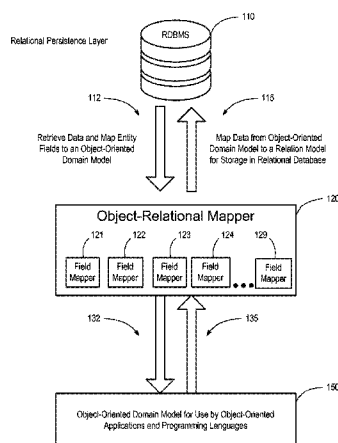 110
RDBMS
Relational Persistence Layer
112
115
Retrieve Data and Map Entity
Fields to an Object-Oriented
Domain Model
Map Data from Object-Oriented
Domain Model to a Relation Model
for Storage in Relational Database
120
Object-Relational Mapper
121
122
123
124
129
Field
Mapper
Field
Mapper
Field
Mapper
Field
Mapper
Field
Mapper
132
135
150
Object-Oriented Domain Model for Use by Object-Oriented
Applications and Programming Languages